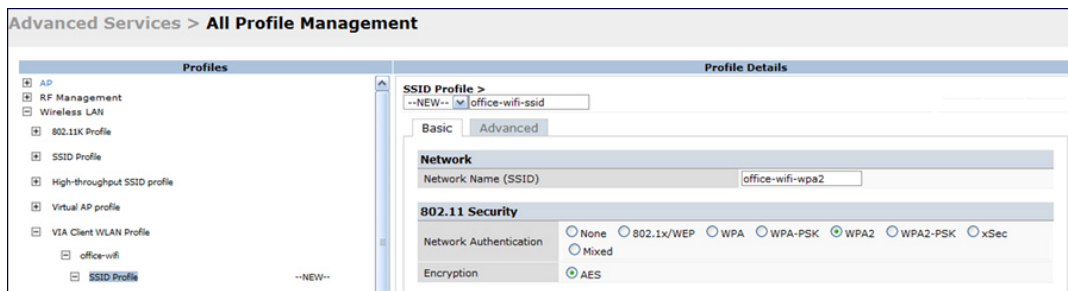 Advanced Services > All Profile Management
Profiles
AP
RF Management
Wireless LAN
802.11K Profile
SSID Profile
High-throughput SSID profile
Virtual AP profile
VIA Client WLAN Profile
office-wifi
SSID Profile --NEW--
Profile Details
SSID Profile >
--NEW-- office-wifi-ssid
Basic Advanced
Network
Network Name (SSID) office-wifi-wpa2
802.11 Security
Network Authentication None 802.1x/WEP WPA WPA-PSK WPA2 WPA2-PSK xSec
Mixed
Encryption AES